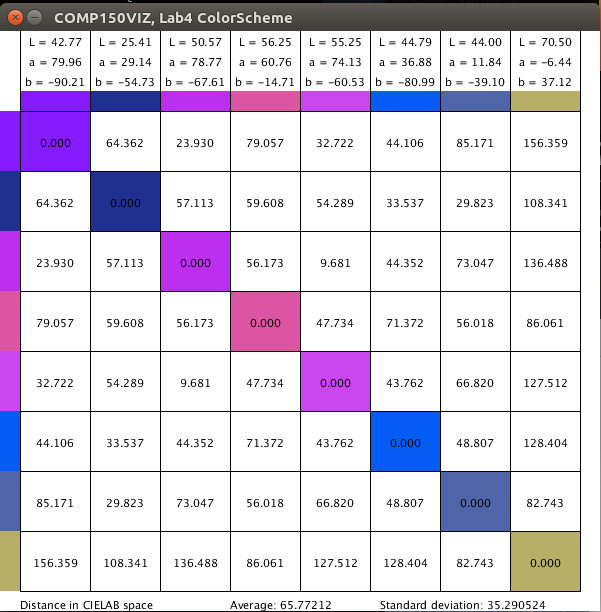 COMP150VIZ, Lab4 ColorScheme
L = 42.77 L = 25.41 L = 50.57 L = 56.25 L = 55.25 L = 44.79 L = 44.00 L = 70.50
a = 79.96 a = 29.14 a = 78.77 a = 60.76 a = 74.13 a = 36.88 a = 11.84 a = -6.44
b = -90.21 b = -54.73 b = -67.61 b = -14.71 b = -60.53 b = -80.99 b = -39.10 b = 37.12
0.000 64.362 23.930 79.057 32.722 44.106 85.171 156.359
64.362 0.000 57.113 59.608 54.289 33.537 29.823 108.341
23.930 57.113 0.000 56.173 9.681 44.352 73.047 136.488
79.057 59.608 56.173 0.000 47.734 71.372 56.018 86.061
32.722 54.289 9.681 47.734 0.000 43.762 66.820 127.512
44.106 33.537 44.352 71.372 43.762 0.000 48.807 128.404
85.171 29.823 73.047 56.018 66.820 48.807 0.000 82.743
156.359 108.341 136.488 86.061 127.512 128.404 82.743 0.000
Distance in CIELAB space Average: 65.77212 Standard deviation: 35.290524